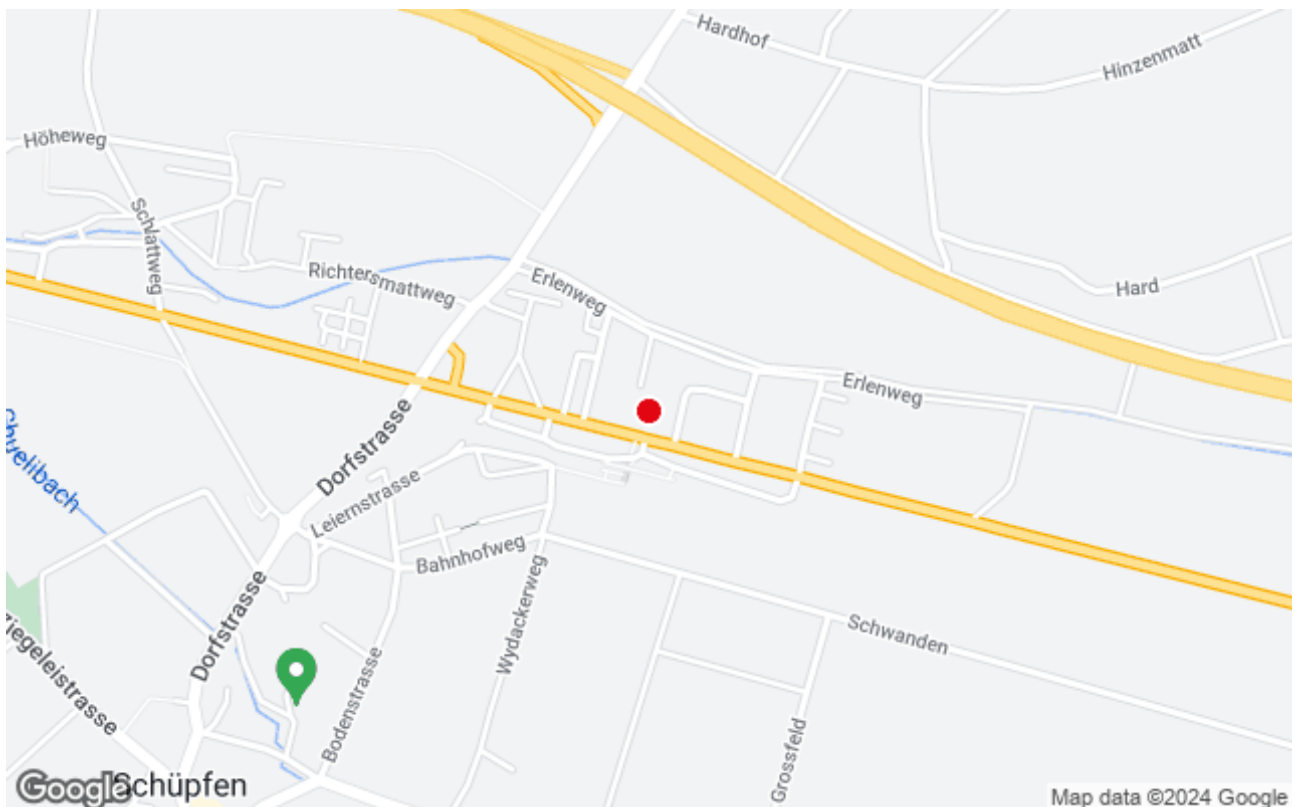 Hardhof
Hinzenmatt
Höheweg
Schlattweg
Richtersmattweg
Erlenweg
Hard
Erlenweg
Dorfstrasse
Chüelibach
Leiernstrasse
Bahnhofweg
Schwanden
Wydackerweg
Dorfstrasse
Bodenstrasse
Ziegeleistrasse
Grossfeld
Schüpfen
Google
Map data ©2024 Google